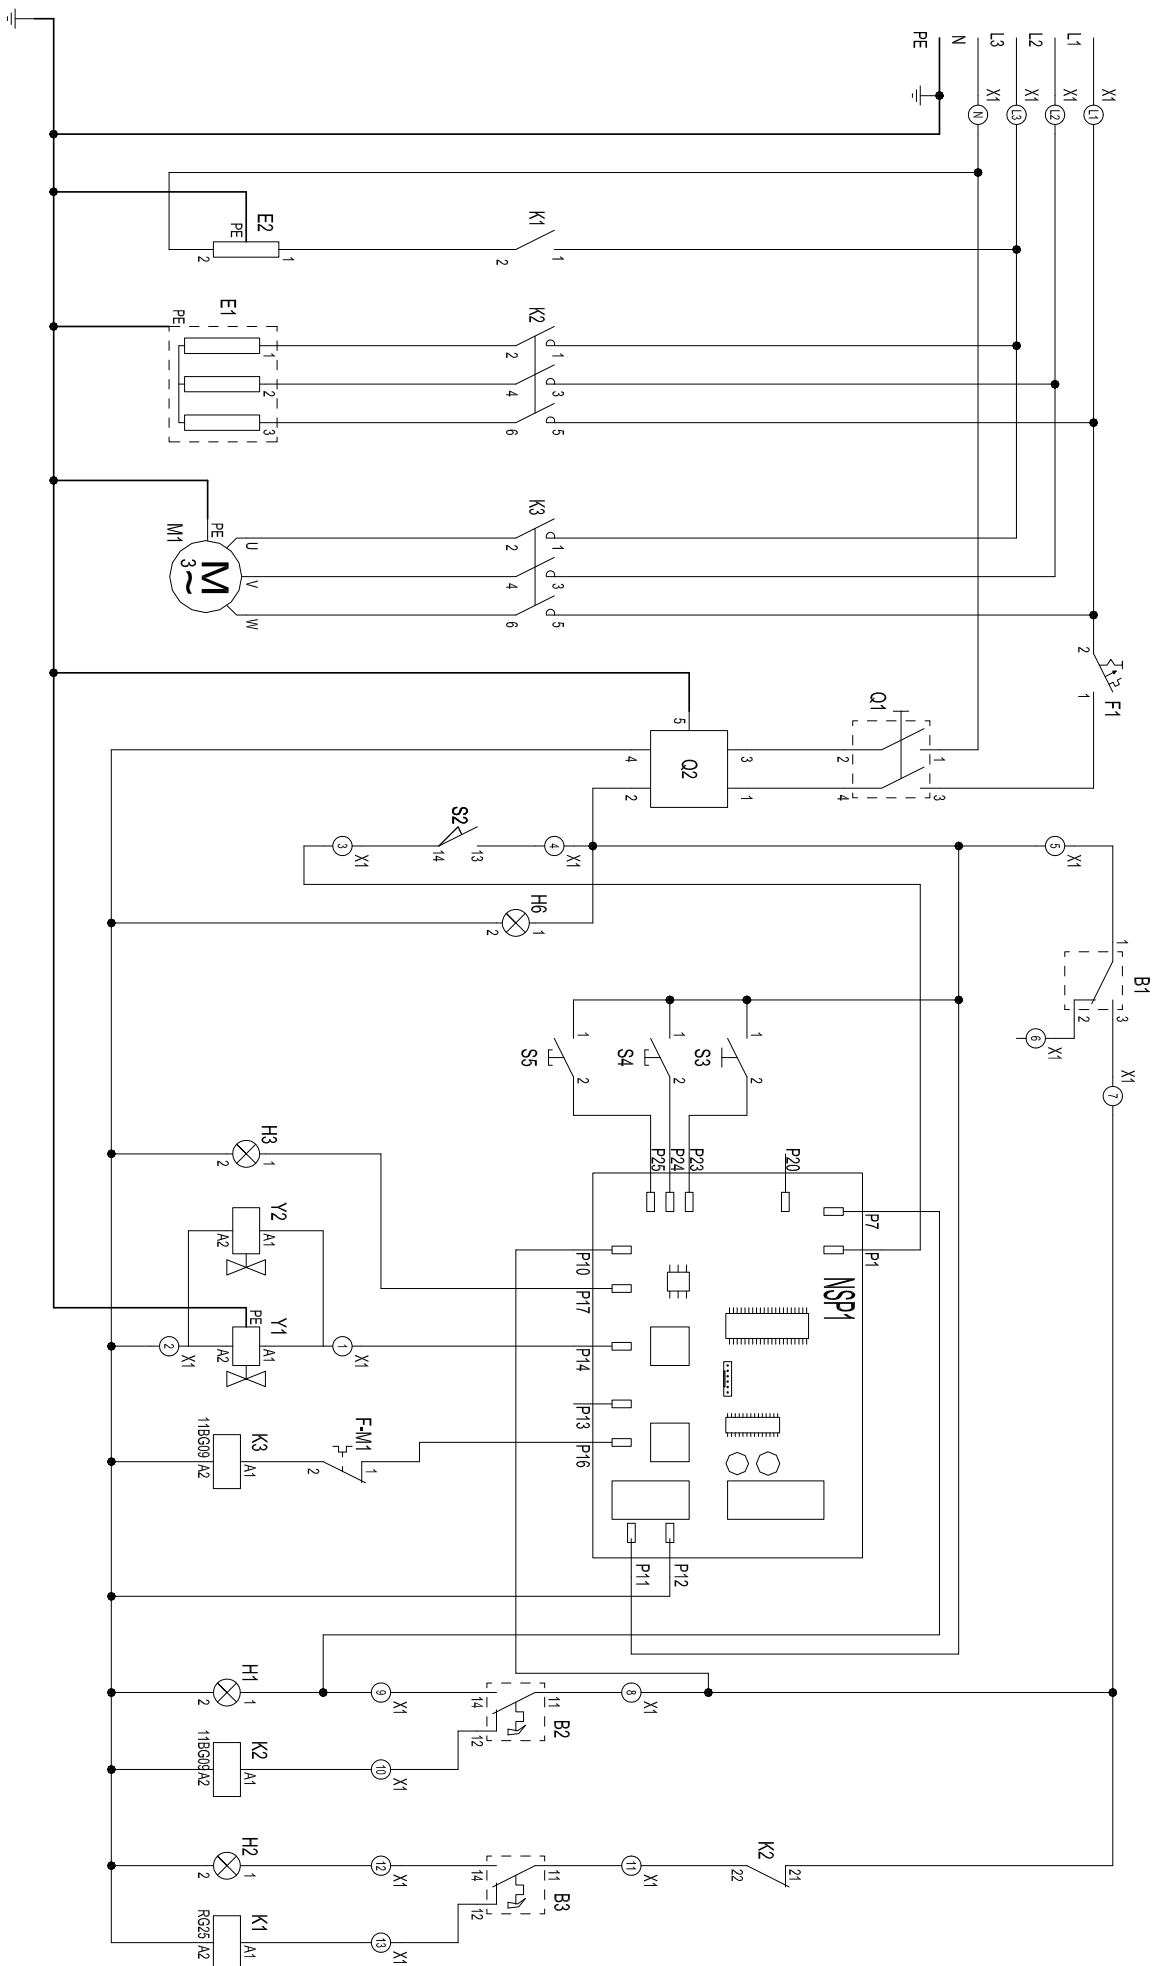 L1
L2
L3
N
PE
X1
X1
X1
X1
L1
L2
L3
N
K1
1
2
E2
PE
1
2
K2
1
2
3
4
5
6
E1
PE
1
2
3
K3
1
2
3
4
5
6
M1
PE
U
V
W
M
3~
F1
2
1
Q1
1
2
3
4
Q2
5
3
1
4
2
S2
14
13
3
X1
4
X1
5
X1
H6
1
2
B1
1
2
3
6
X1
X1
7
S3
1
2
S4
1
2
S5
1
2
P25
P24
P23
P20
P7
P1
NSP1
P10
P17
P14
P13
P16
P11
P12
H3
1
2
Y2
A1
A2
Y1
PE
A1
A2
1
X1
2
X1
F-M1
1
2
K3
11BG09
A1
A2
H1
1
2
9
X1
B2
11
14
12
8
X1
K2
11BG09
A1
A2
10
X1
K2
21
22
11
X1
B3
11
14
12
12
X1
H2
1
2
13
X1
K1
RG25
A1
A2